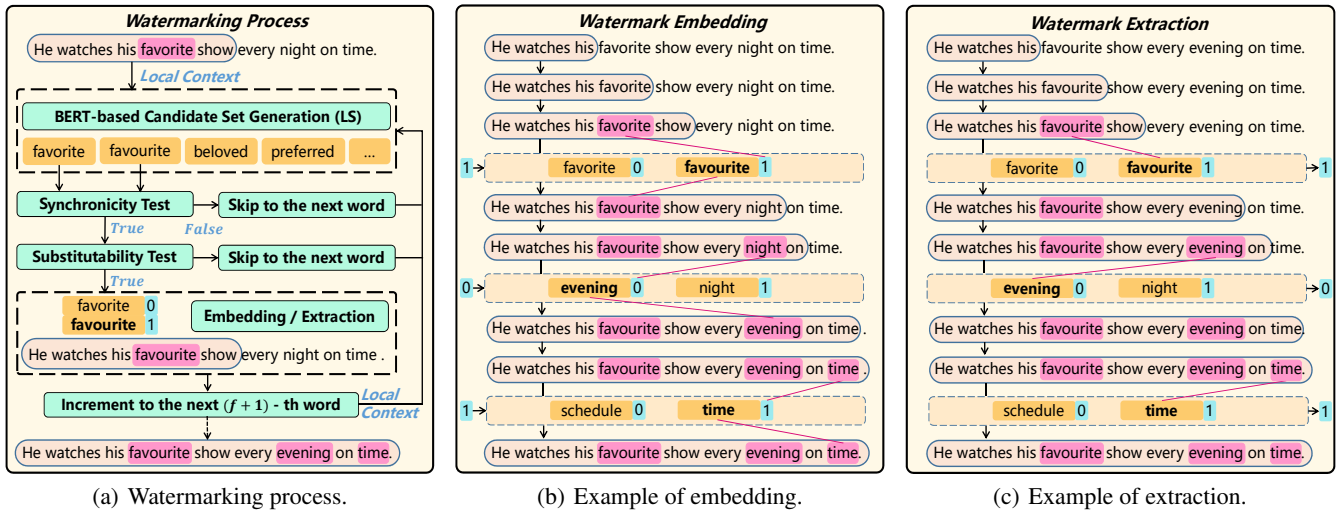 Watermarking Process
He watches his favorite show every night on time.
Local Context
BERT-based Candidate Set Generation (LS)
favorite favourite beloved preferred ...
Synchronicity Test Skip to the next word
True False
Substitutability Test Skip to the next word
True
favorite 0
favourite 1
Embedding / Extraction
He watches his favourite show every night on time .
Increment to the next (f + 1) - th word
Local Context
He watches his favourite show every evening on time.
(a) Watermarking process.
Watermark Embedding
He watches his favorite show every night on time.
He watches his favorite show every night on time.
He watches his favorite show every night on time.
1 favorite 0 favourite 1
He watches his favourite show every night on time.
He watches his favourite show every night on time.
0 evening 0 night 1
He watches his favourite show every evening on time .
He watches his favourite show every evening on time .
1 schedule 0 time 1
He watches his favourite show every evening on time.
(b) Example of embedding.
Watermark Extraction
He watches his favourite show every evening on time.
He watches his favourite show every evening on time.
He watches his favourite show every evening on time.
favorite 0 favourite 1 1
He watches his favourite show every evening on time.
He watches his favourite show every evening on time.
evening 0 night 1 0
He watches his favourite show every evening on time.
He watches his favourite show every evening on time.
schedule 0 time 1 1
He watches his favourite show every evening on time.
(c) Example of extraction.